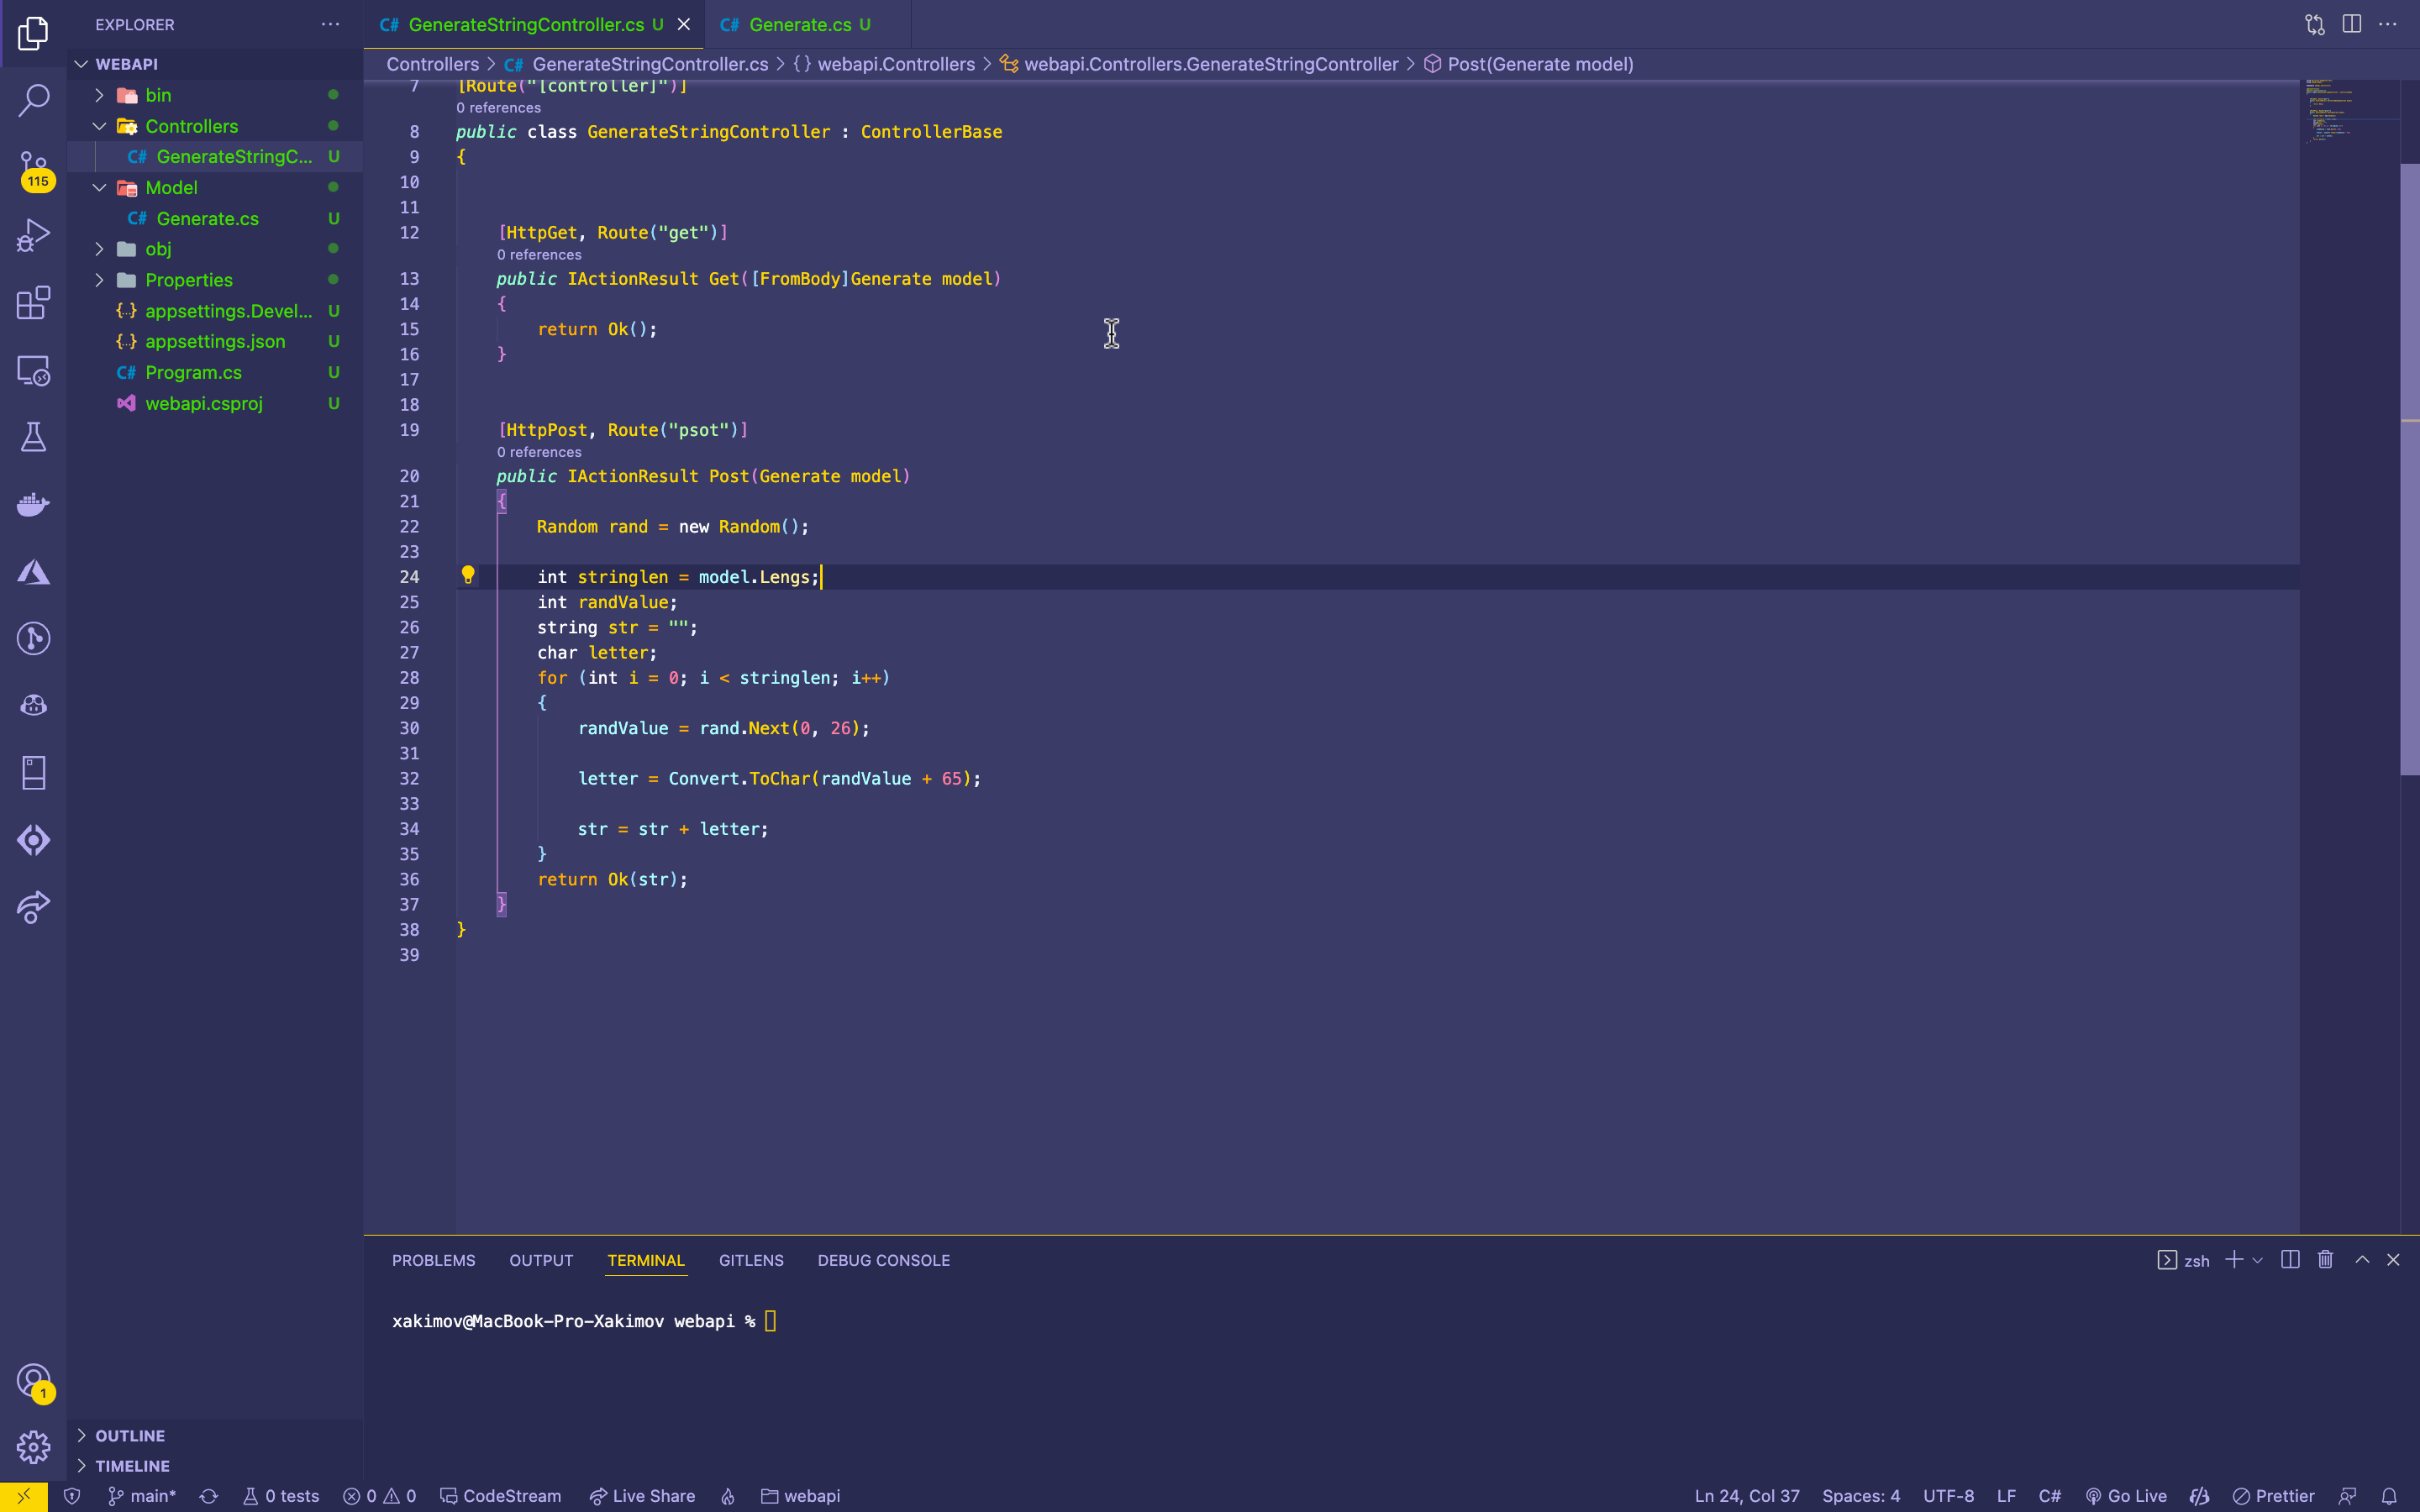 EXPLORER
WEBAPI
bin
Controllers
C# GenerateStringC... U
Model
C# Generate.cs U
obj
Properties
{..} appsettings.Devel... U
{..} appsettings.json U
C# Program.cs U
webapi.csproj U
OUTLINE
TIMELINE
115
1
C# GenerateStringController.cs U
C# Generate.cs U
Controllers > C# GenerateStringController.cs > {} webapi.Controllers > webapi.Controllers.GenerateStringController > Post(Generate model)
7 [Route("[controller]")]
0 references
8 public class GenerateStringController : ControllerBase
9 {
10
11
12 [HttpGet, Route("get")]
0 references
13 public IActionResult Get([FromBody]Generate model)
14 {
15 return Ok();
16 }
17
18
19 [HttpPost, Route("psot")]
0 references
20 public IActionResult Post(Generate model)
21 {
22 Random rand = new Random();
23
24 int stringlen = model.Lengs;
25 int randValue;
26 string str = "";
27 char letter;
28 for (int i = 0; i < stringlen; i++)
29 {
30 randValue = rand.Next(0, 26);
31
32 letter = Convert.ToChar(randValue + 65);
33
34 str = str + letter;
35 }
36 return Ok(str);
37 }
38 }
39
PROBLEMS OUTPUT TERMINAL GITLENS DEBUG CONSOLE
zsh
xakimov@MacBook-Pro-Xakimov webapi %
main* 0 tests 0 0 CodeStream Live Share webapi
Ln 24, Col 37 Spaces: 4 UTF-8 LF C# Go Live Prettier